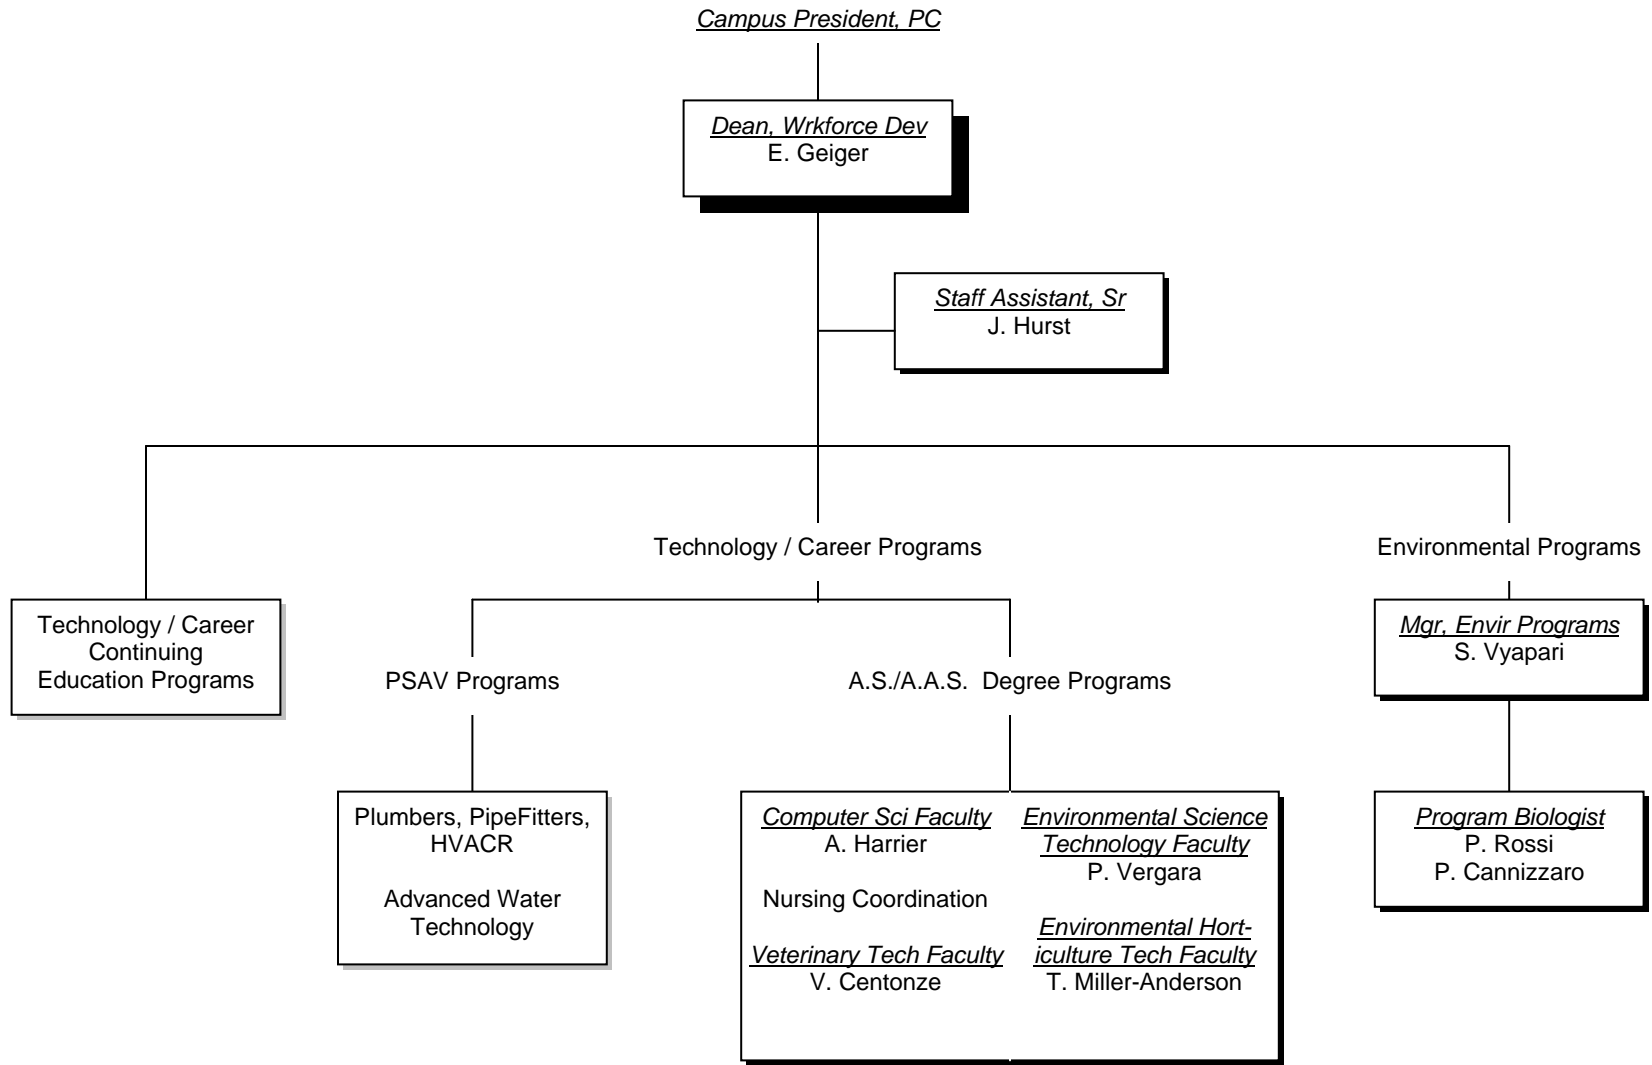 Campus President, PC
Dean, Wrkforce Dev
E. Geiger
Staff Assistant, Sr
J. Hurst
Technology / Career Programs
Environmental Programs
Technology / Career
Continuing
Education Programs
PSAV Programs
A.S./A.A.S.  Degree Programs
Mgr, Envir Programs
S. Vyapari
Plumbers, PipeFitters,
HVACR
Advanced Water
Technology
Computer Sci Faculty
A. Harrier
Nursing Coordination
Veterinary Tech Faculty
V. Centonze
Environmental Science
Technology Faculty
P. Vergara
Environmental Hort-
iculture Tech Faculty
T. Miller-Anderson
Program Biologist
P. Rossi
P. Cannizzaro